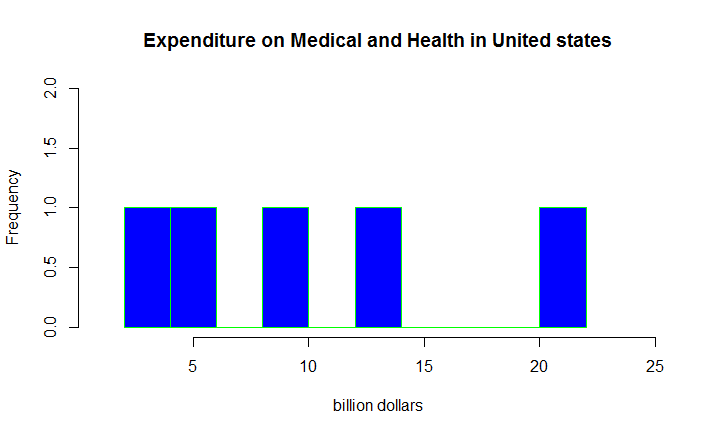 Expenditure on Medical and Health in United states
2.0
1.5
1.0
0.5
0.0
Frequency
5 10 15 20 25
billion dollars